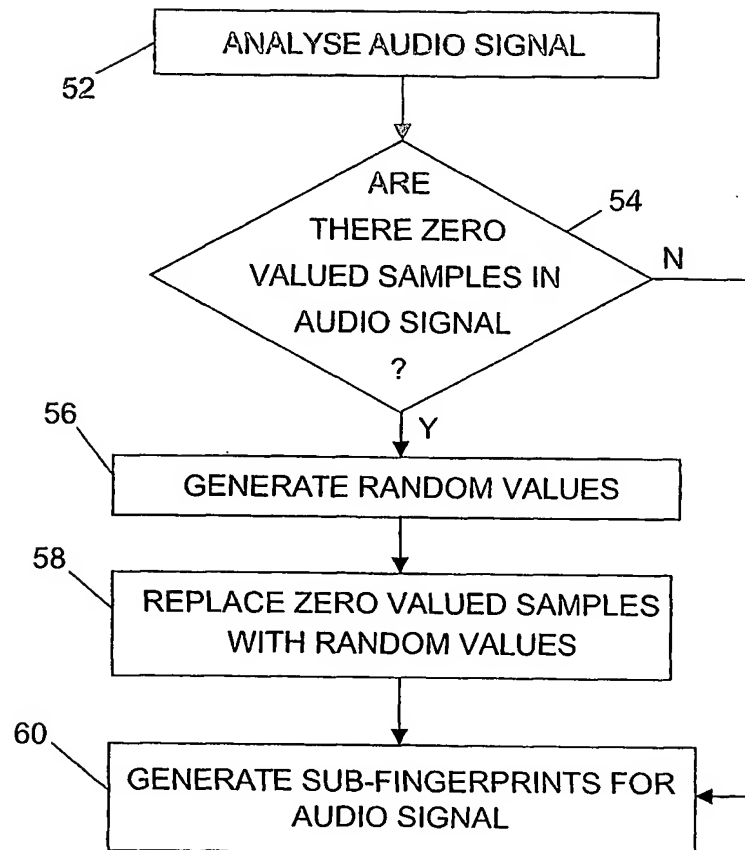 ANALYSE AUDIO SIGNAL
52
ARE
THERE ZERO
VALUED SAMPLES IN
AUDIO SIGNAL
?
54
N
Y
56
GENERATE RANDOM VALUES
58
REPLACE ZERO VALUED SAMPLES
WITH RANDOM VALUES
60
GENERATE SUB-FINGERPRINTS FOR
AUDIO SIGNAL